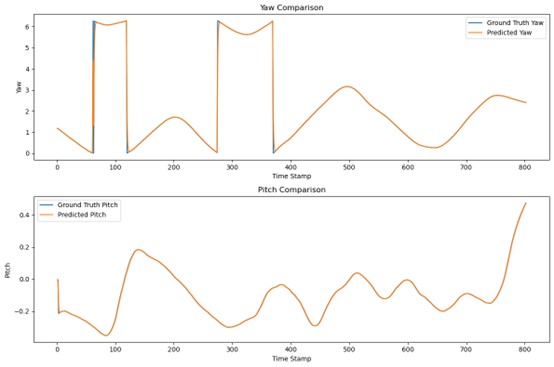 Yaw Comparison
Ground Truth Yaw
Predicted Yaw
6
5
4
3
2
1
0
Yaw
0 100 200 300 400 500 600 700 800
Time Stamp
Pitch Comparison
Ground Truth Pitch
Predicted Pitch
0.4
0.2
0.0
−0.2
Pitch
0 100 200 300 400 500 600 700 800
Time Stamp